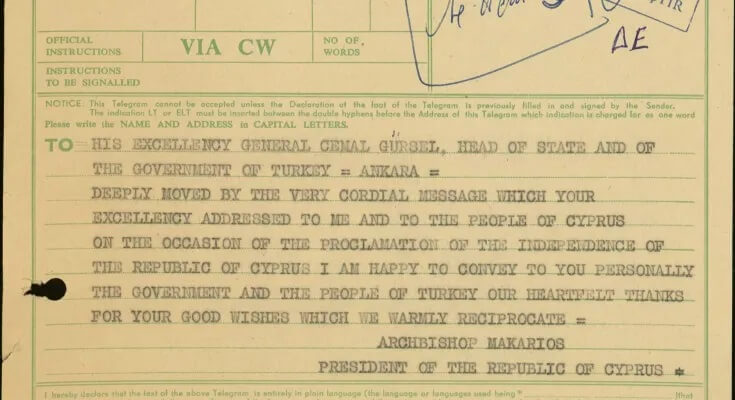 OFFICIAL INSTRUCTIONS
VIA CW
NO OF WORDS
ΔΕ
INSTRUCTIONS TO BE SIGNALLED
NOTICE: This Telegram cannot be accepted unless the Declaration at the foot of the Telegram is previously filled in and signed by the Sender.
The indication LT or ELT must be inserted between the double hyphens before the Address of this Telegram which indication is charged for as one word
Please write the NAME AND ADDRESS in CAPITAL LETTERS.
TO = HIS EXCELLENCY GENERAL CEMAL GÜRSEL, HEAD OF STATE AND OF
THE GOVERNMENT OF TURKEY = ANKARA =
DEEPLY MOVED BY THE VERY CORDIAL MESSAGE WHICH YOUR
EXCELLENCY ADDRESSED TO ME AND TO THE PEOPLE OF CYPRUS
ON THE OCCASION OF THE PROCLAMATION OF THE INDEPENDENCE OF
THE REPUBLIC OF CYPRUS I AM HAPPY TO CONVEY TO YOU PERSONALLY
THE GOVERNMENT AND THE PEOPLE OF TURKEY OUR HEARTFELT THANKS
FOR YOUR GOOD WISHES WHICH WE WARMLY RECIPROCATE =
ARCHBISHOP MAKARIOS
PRESIDENT OF THE REPUBLIC OF CYPRUS +
I hereby declare that the text of the above Telegram is entirely in plain language (the language or languages used being* (that